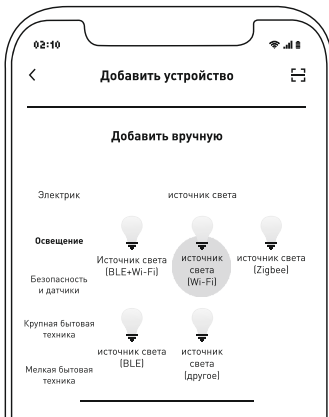 02:10
Добавить устройство
Добавить вручную
Электрик
источник света
Освещение
Источник света
(BLE+Wi-Fi)
источник
света
(Wi-Fi)
источник света
(Zigbee)
Безопасность
и датчики
Крупная бытовая
техника
источник света
(BLE)
источник
света
(другое)
Мелкая бытовая
техника